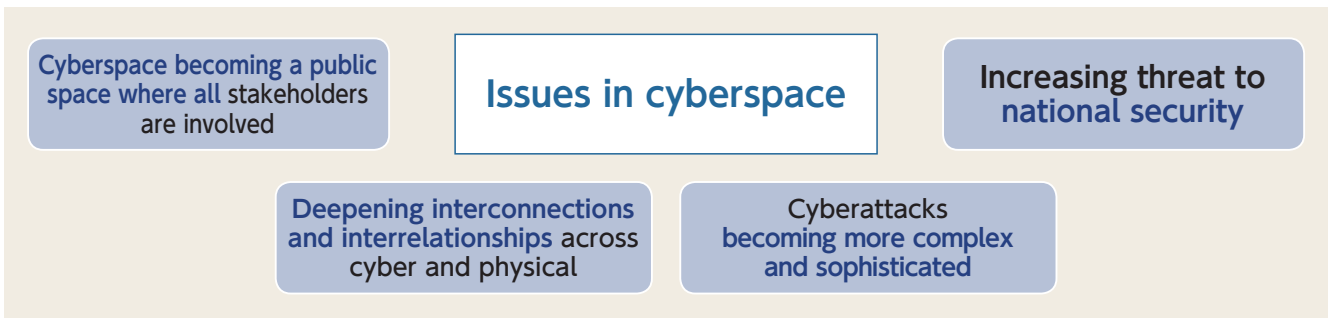 Cyberspace becoming a public
space where all stakeholders
are involved
Issues in cyberspace
Increasing threat to
national security
Deepening interconnections
and interrelationships across
cyber and physical
Cyberattacks
becoming more complex
and sophisticated